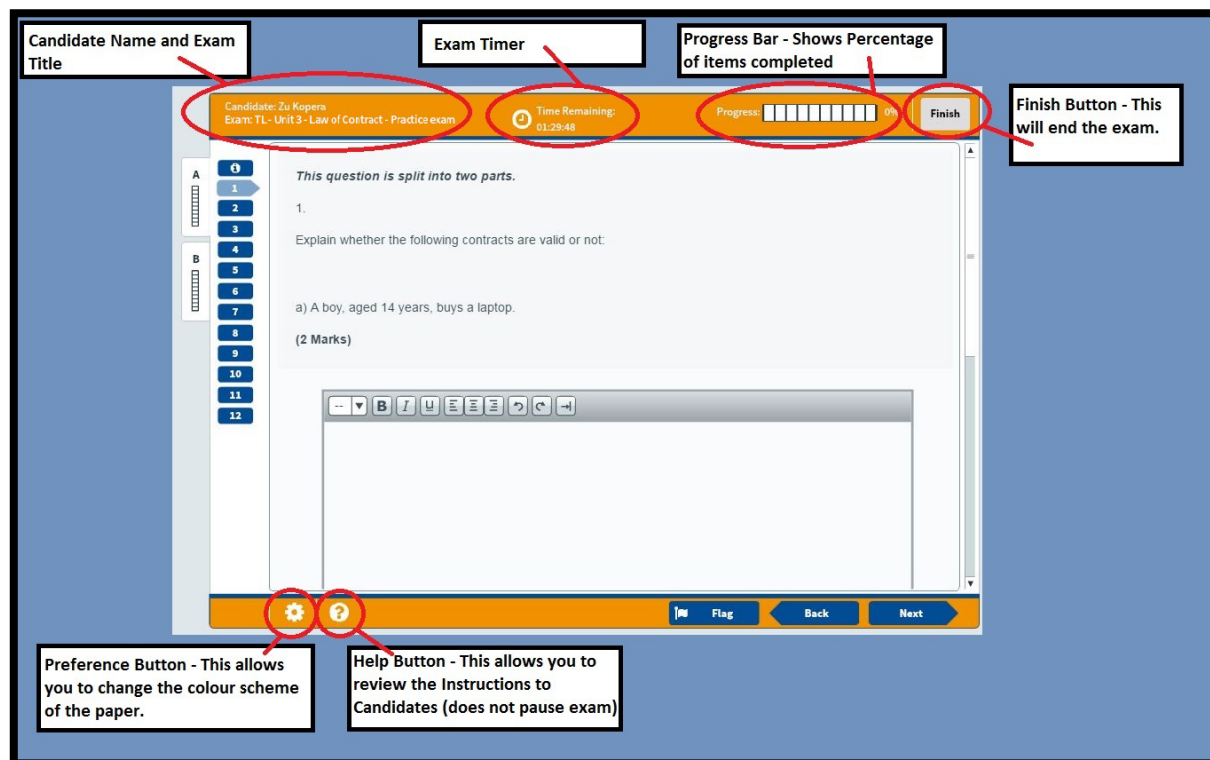 Candidate Name and Exam
Title
Exam Timer
Progress Bar - Shows Percentage
of items completed
Finish Button - This
will end the exam.
Candidate: Zu Kopera
Exam: TL - Unit 3 - Law of Contract - Practice exam
Time Remaining:
01:29:48
Progress:
0%
Finish
A
B
1
2
3
4
5
6
7
8
9
10
11
12
This question is split into two parts.
1.
Explain whether the following contracts are valid or not:
a) A boy, aged 14 years, buys a laptop.
(2 Marks)
-- B I U
? Flag Back Next
Preference Button - This allows
you to change the colour scheme
of the paper.
Help Button - This allows you to
review the Instructions to
Candidates (does not pause exam)